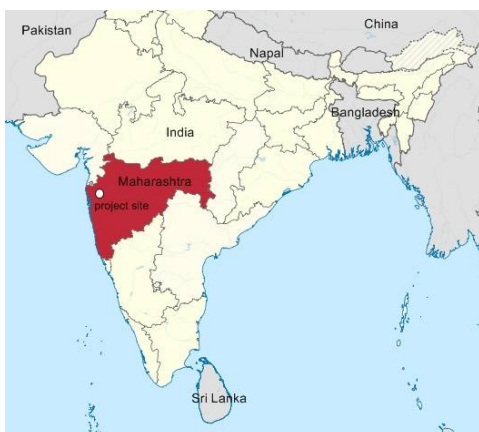 Pakistan
China
Napal
Bangladesh
India
Maharashtra
project site
Sri Lanka